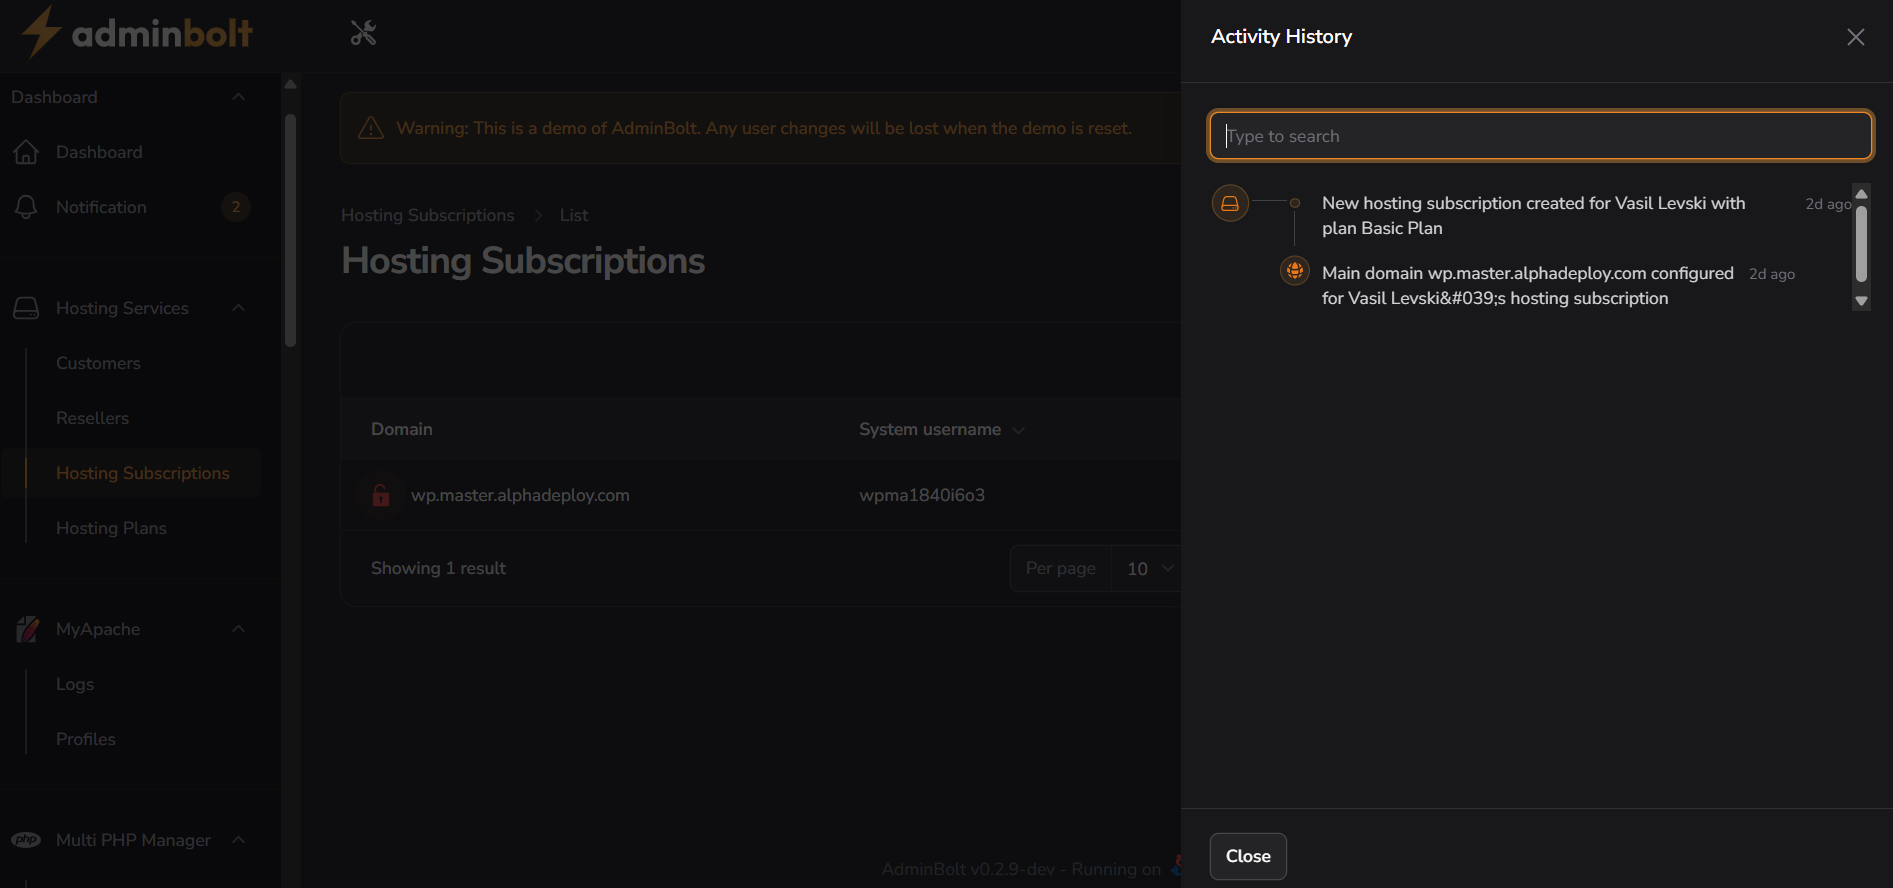 adminbolt
Dashboard
Dashboard
Notification
2
Hosting Services
Customers
Resellers
Hosting Subscriptions
Hosting Plans
MyApache
Logs
Profiles
php
Multi PHP Manager
Warning: This is a demo of AdminBolt. Any user changes will be lost when the demo is reset.
Hosting Subscriptions > List
Hosting Subscriptions
Domain
System username
wp.master.alphadeploy.com
wpma1840i6o3
Showing 1 result
Per page
10
AdminBolt v0.2.9-dev - Running on
Activity History
Type to search
New hosting subscription created for Vasil Levski with
plan Basic Plan
2d ago
Main domain wp.master.alphadeploy.com configured
for Vasil Levski&#039;s hosting subscription
2d ago
Close